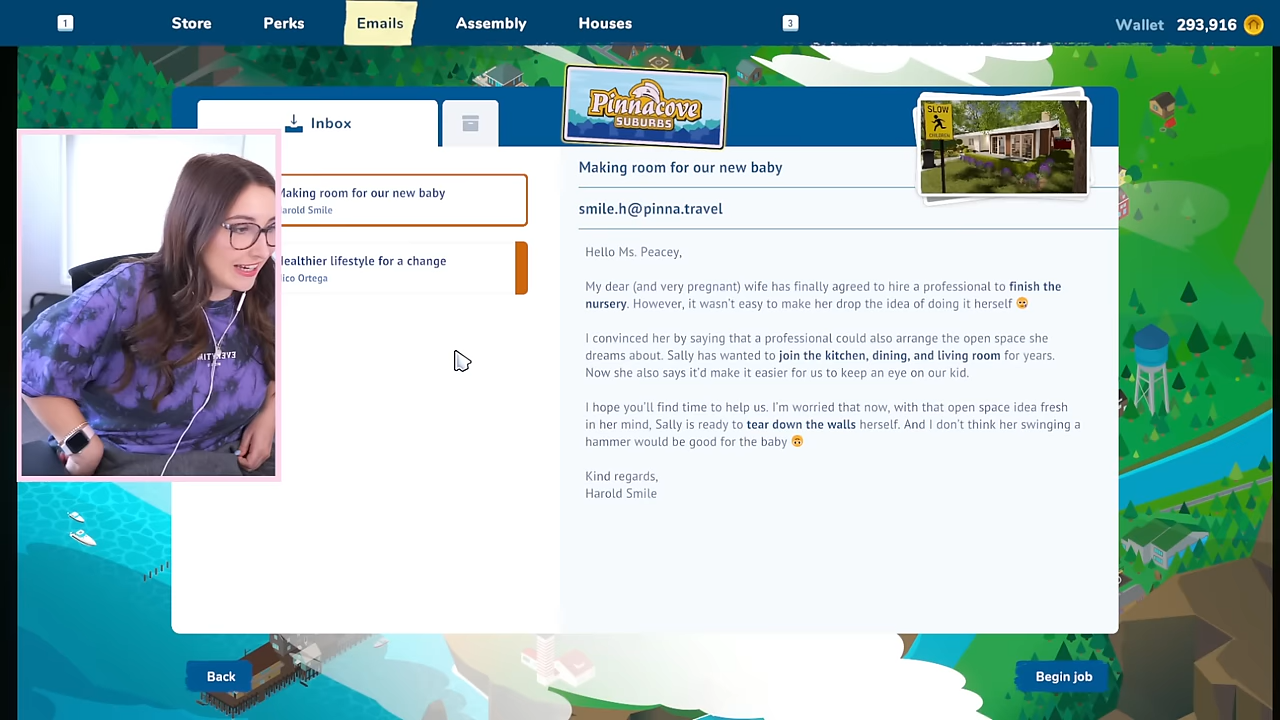 1
Store
Perks
Emails
Assembly
Houses
3
Wallet 293,916
Pinnacove
SUBURBS
SLOW
CHILDREN
Inbox
Making room for our new baby
Harold Smile
Healthier lifestyle for a change
Nico Ortega
Making room for our new baby
smile.h@pinna.travel
Hello Ms. Peacey,
My dear (and very pregnant) wife has finally agreed to hire a professional to finish the
nursery. However, it wasn't easy to make her drop the idea of doing it herself 😬
I convinced her by saying that a professional could also arrange the open space she
dreams about. Sally has wanted to join the kitchen, dining, and living room for years.
Now she also says it'd make it easier for us to keep an eye on our kid.
I hope you'll find time to help us. I'm worried that now, with that open space idea fresh
in her mind, Sally is ready to tear down the walls herself. And I don't think her swinging a
hammer would be good for the baby 🙃
Kind regards,
Harold Smile
Back
Begin job